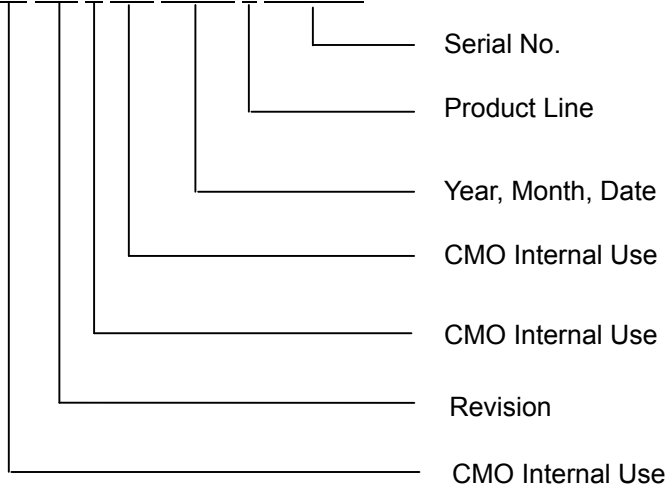 Serial No.
Product Line
Year, Month, Date
CMO Internal Use
CMO Internal Use
Revision
CMO Internal Use